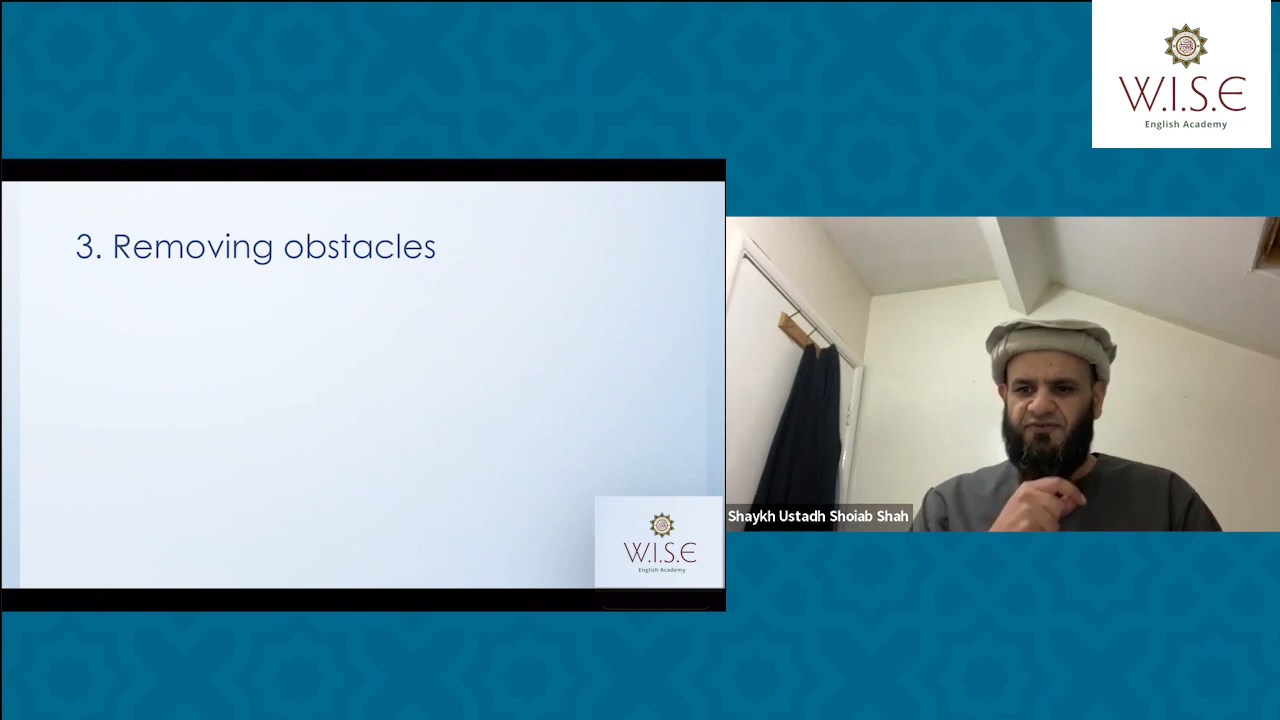 W.I.S.E
English Academy
3. Removing obstacles
W.I.S.E
English Academy
Shaykh Ustadh Shoiab Shah